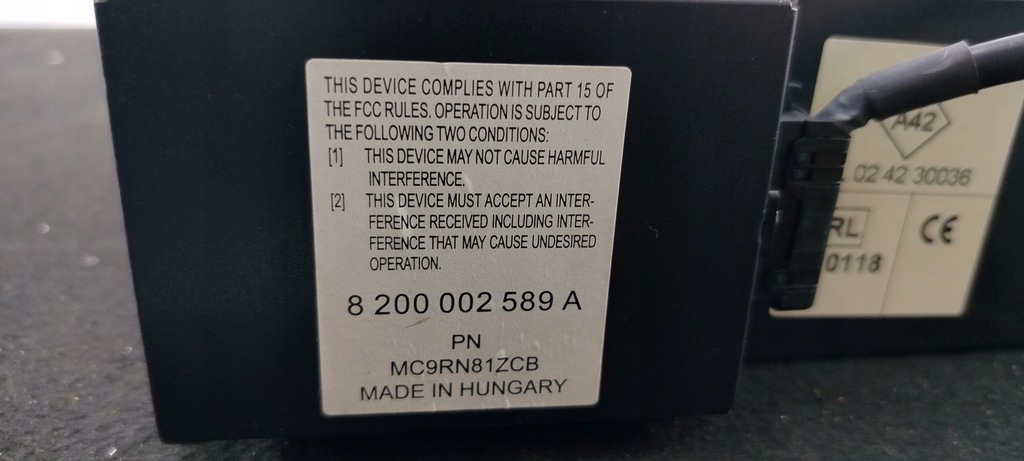 THIS DEVICE COMPLIES WITH PART 15 OF
THE FCC RULES. OPERATION IS SUBJECT TO
THE FOLLOWING TWO CONDITIONS:
[1] THIS DEVICE MAY NOT CAUSE HARMFUL
INTERFERENCE.
[2] THIS DEVICE MUST ACCEPT AN INTER-
FERENCE RECEIVED INCLUDING INTER-
FERENCE THAT MAY CAUSE UNDESIRED
OPERATION.
8 200 002 589 A
PN
MC9RN81ZCB
MADE IN HUNGARY
A42
02 42 30036
RL
CE
0118